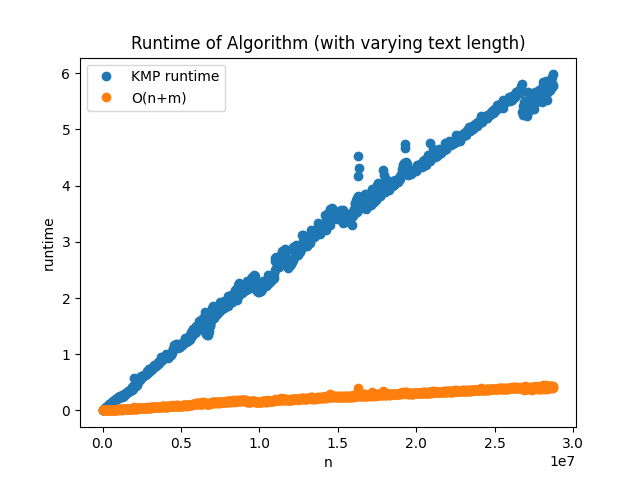 Runtime of Algorithm (with varying text length)
KMP runtime
O(n+m)
6
5
4
3
2
1
0
runtime
0.0
0.5
1.0
1.5
2.0
2.5
3.0
1e7
n